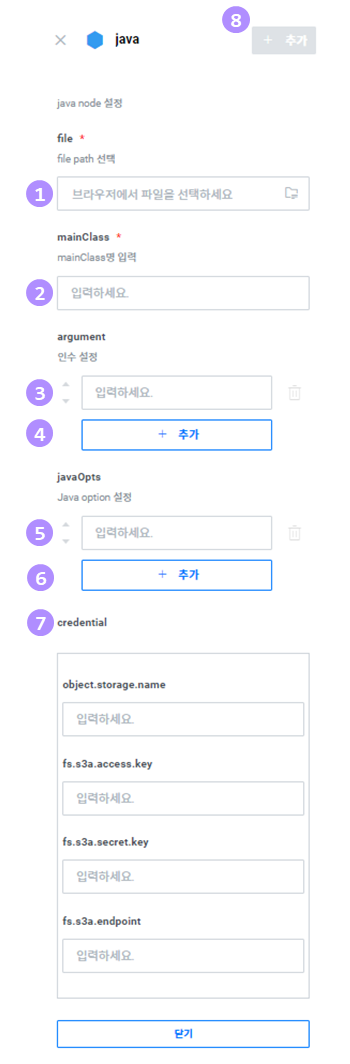 8
java
+ 추가
java node 설정
file *
file path 선택
1 브라우저에서 파일을 선택하세요
mainClass *
mainClass명 입력
2 입력하세요.
argument
인수 설정
3 입력하세요.
4 + 추가
javaOpts
Java option 설정
5 입력하세요.
6 + 추가
7 credential
object.storage.name
입력하세요.
fs.s3a.access.key
입력하세요.
fs.s3a.secret.key
입력하세요.
fs.s3a.endpoint
입력하세요.
닫기